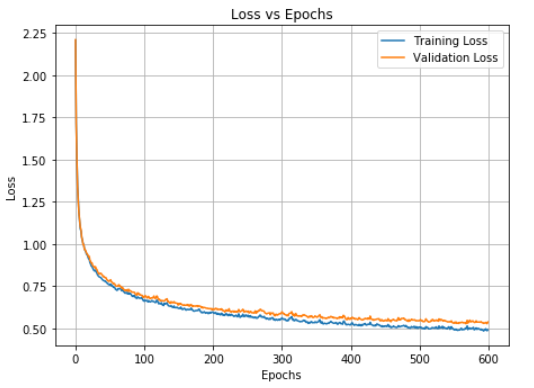 Loss vs Epochs
2.25
2.00
1.75
1.50
1.25
1.00
0.75
0.50
Loss
Training Loss
Validation Loss
0 100 200 300 400 500 600
Epochs